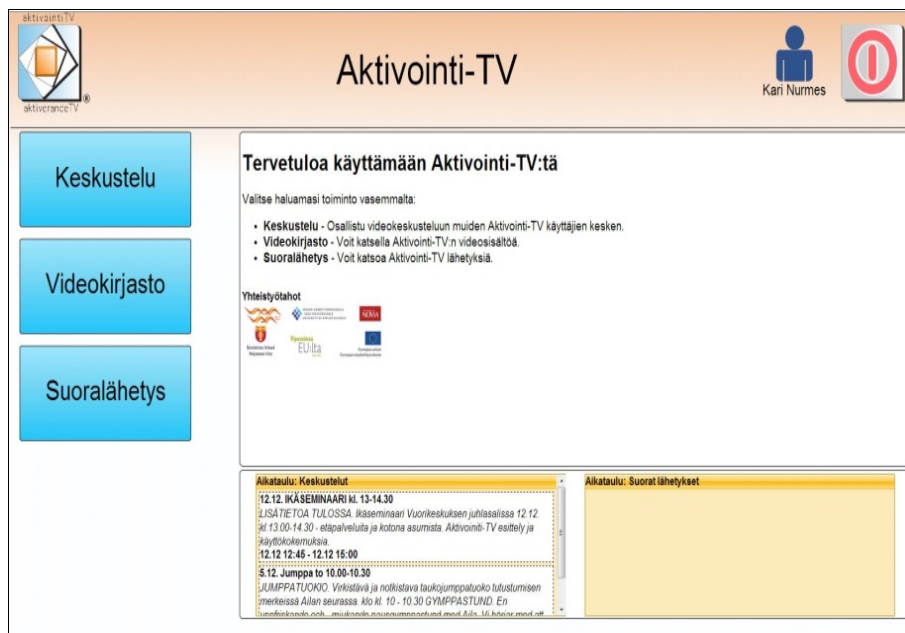 aktivointiTV
aktiverandeTV
®
Aktivointi-TV
Kari Nurmes
Keskustelu
Videokirjasto
Suoralähetys
Tervetuloa käyttämään Aktivointi-TV:tä
Valitse haluamasi toiminto vasemmalta:
• Keskustelu - Osallistu videokeskusteluun muiden Aktivointi-TV käyttäjien kesken.
• Videokirjasto - Voit katsella Aktivointi-TV:n videosisältöä.
• Suoralähetys - Voit katsoa Aktivointi-TV lähetyksiä.
Yhteistyötahot
NOVIA
Vipuvoimaa
EU:lta
Aikataulu: Keskustelut
12.12. IKÄSEMINAARI kl. 13-14.30
LISÄTIETOA TULOSSA. Ikäseminaari Vuorikeskuksen juhlasalissa 12.12.
kl.13.00-14.30 - etäpalveluita ja kotona asumista. Aktivointi-TV esittely ja
käyttökokemuksia.
12.12 12:45 - 12.12 15:00
5.12. Jumppa to 10.00-10.30
JUMPPATUOKIO. Virkistävä ja notkistava taukojumppatuoko tutustumisen
merkeissä Ailan seurassa. klo kl. 10 - 10.30 GYMPPASTUND. En
Aikataulu: Suorat lähetykset